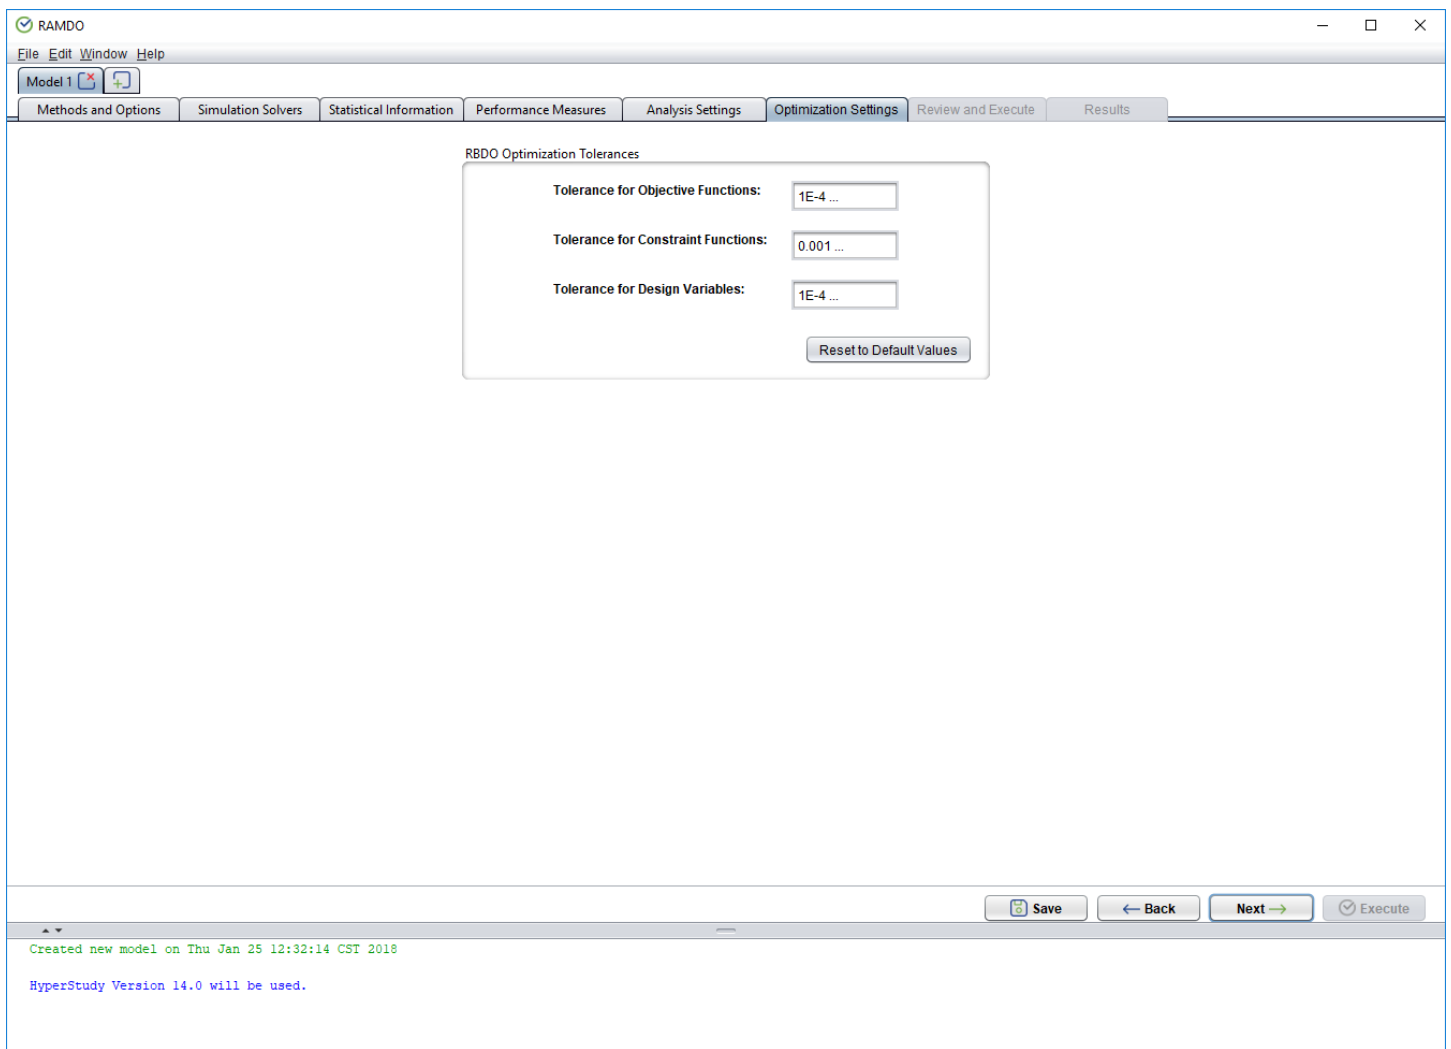 RAMDO
File Edit Window Help
Model 1
Methods and Options Simulation Solvers Statistical Information Performance Measures Analysis Settings Optimization Settings Review and Execute Results
RBDO Optimization Tolerances
Tolerance for Objective Functions: 1E-4 ...
Tolerance for Constraint Functions: 0.001 ...
Tolerance for Design Variables: 1E-4 ...
Reset to Default Values
Save ← Back Next → Execute
Created new model on Thu Jan 25 12:32:14 CST 2018
HyperStudy Version 14.0 will be used.